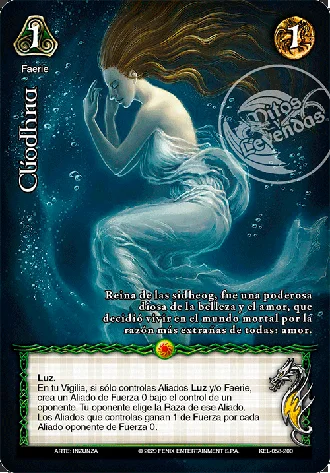 1
1
Faerie
Clíodhna
Mitos
y
Leyendas
Reina de las sidheog, fue una poderosa
diosa de la belleza y el amor, que
decidió vivir en el mundo mortal por la
razón más extrañas de todas: amor.
Luz.
En tu Vigilia, si sólo controlas Aliados Luz y/o Faerie,
crea un Aliado de Fuerza 0 bajo el control de un
oponente. Tu oponente elige la Raza de ese Aliado.
Los Aliados que controlas ganan 1 de Fuerza por cada
Aliado oponente de Fuerza 0.
ARTE: INZUNZA
© 2020 FENIX ENTERTAINMENT S.P.A.